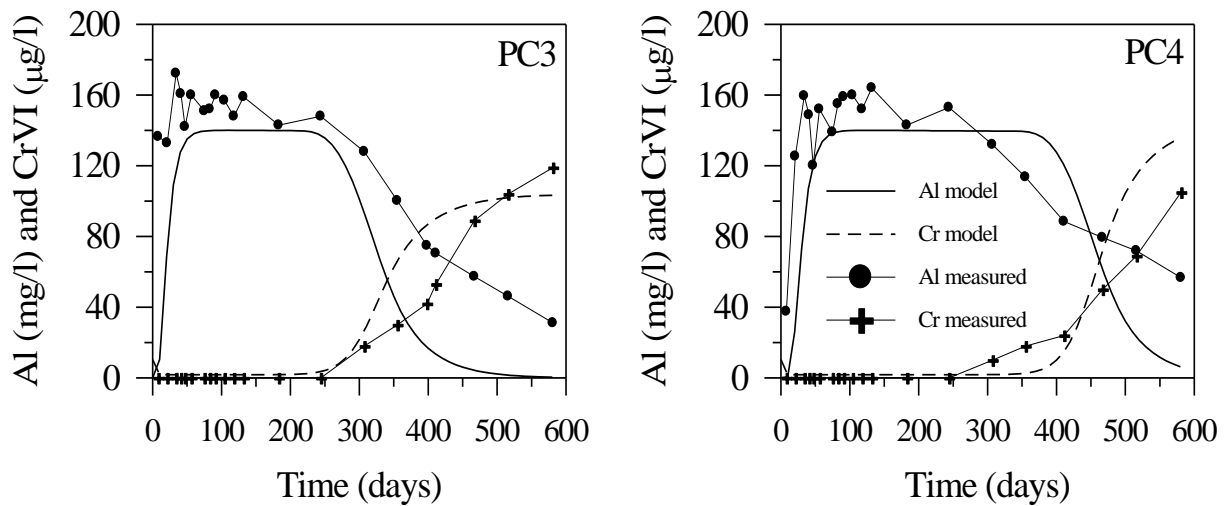 Al (mg/l) and CrVI (μg/l)
200
160
120
80
40
0
PC3
0 100 200 300 400 500 600
Time (days)
Al (mg/l) and CrVI (μg/l)
200
160
120
80
40
0
PC4
Al model
Cr model
Al measured
Cr measured
0 100 200 300 400 500 600
Time (days)